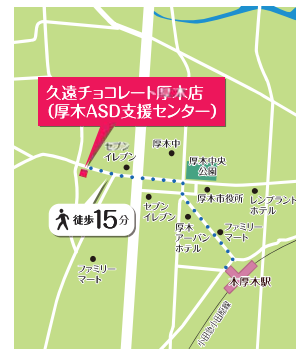 久遠チョコレート厚木店
(厚木ASD支援センター)
セブン
イレブン
厚木中
厚木中央
公園
徒歩15分
セブン
イレブン
厚木市役所
レンブラント
ホテル
厚木
アーバン
ホテル
ファミリー
マート
ファミリー
マート
本厚木駅
小田急小田原線